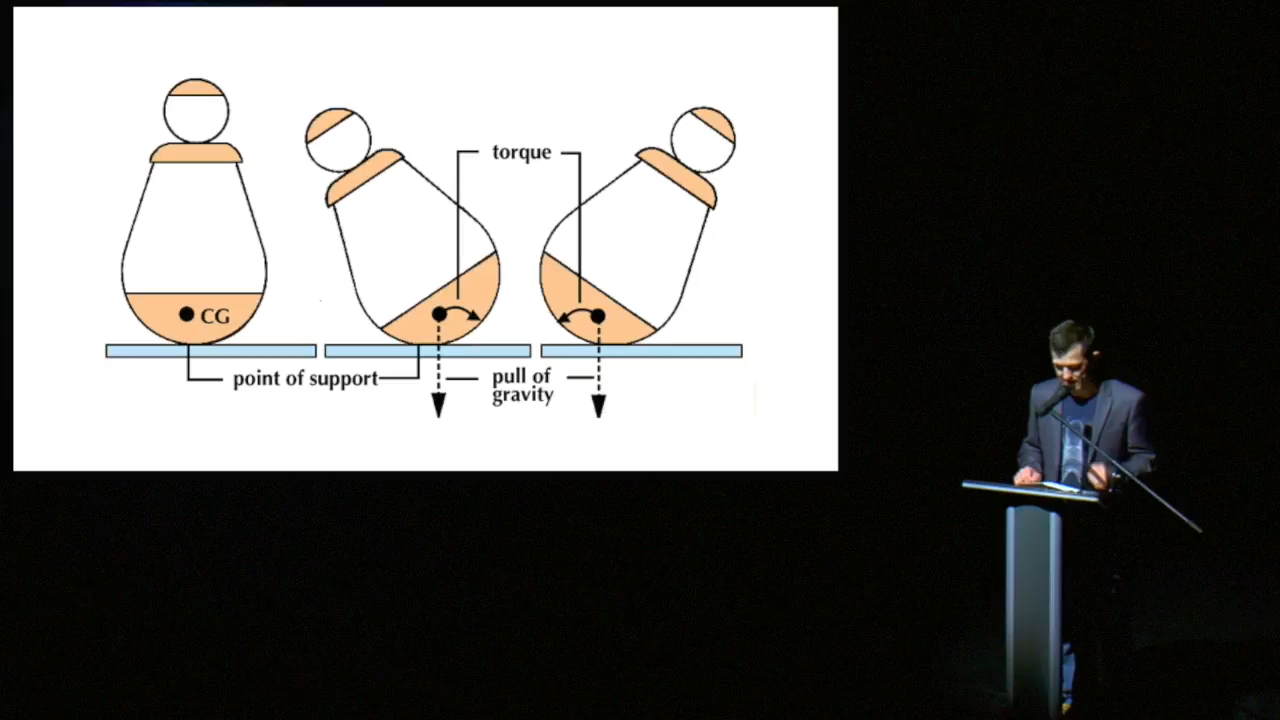 torque
CG
point of support
pull of
gravity